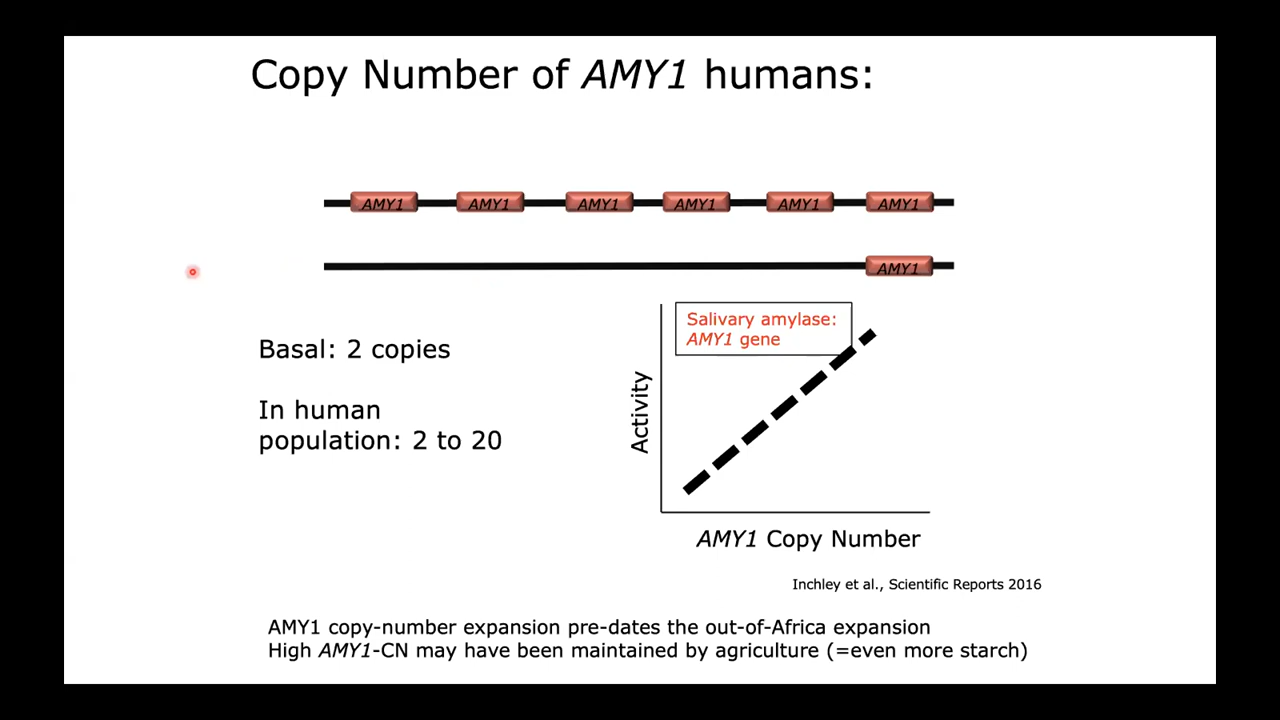 Copy Number of AMY1 humans:
AMY1 AMY1 AMY1 AMY1 AMY1 AMY1
AMY1
Basal: 2 copies
In human
population: 2 to 20
Salivary amylase:
AMY1 gene
Activity
AMY1 Copy Number
Inchley et al., Scientific Reports 2016
AMY1 copy-number expansion pre-dates the out-of-Africa expansion
High AMY1-CN may have been maintained by agriculture (=even more starch)